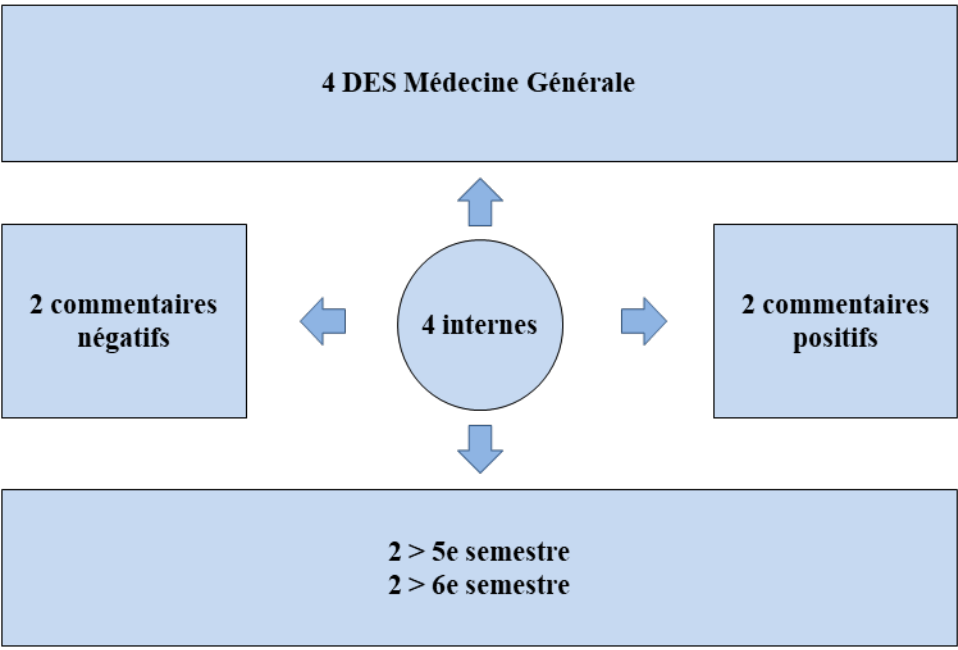 4 DES Médecine Générale
2 commentaires
négatifs
4 internes
2 commentaires
positifs
2 > 5e semestre
2 > 6e semestre